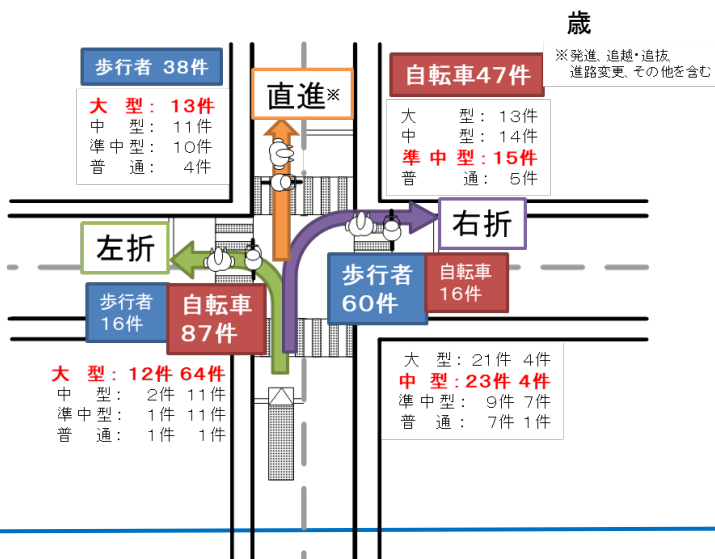 歳
※発進、追越・追抜、
進路変更、その他を含む
歩行者 38件
大 型: 13件
中 型: 11件
準中型: 10件
普 通: 4件
直進※
自転車47件
大 型: 13件
中 型: 14件
準中型: 15件
普 通: 5件
左折
右折
歩行者
16件
自転車
87件
歩行者
60件
自転車
16件
大 型: 12件 64件
中 型: 2件 11件
準中型: 1件 11件
普 通: 1件 1件
大 型: 21件 4件
中 型: 23件 4件
準中型: 9件 7件
普 通: 7件 1件